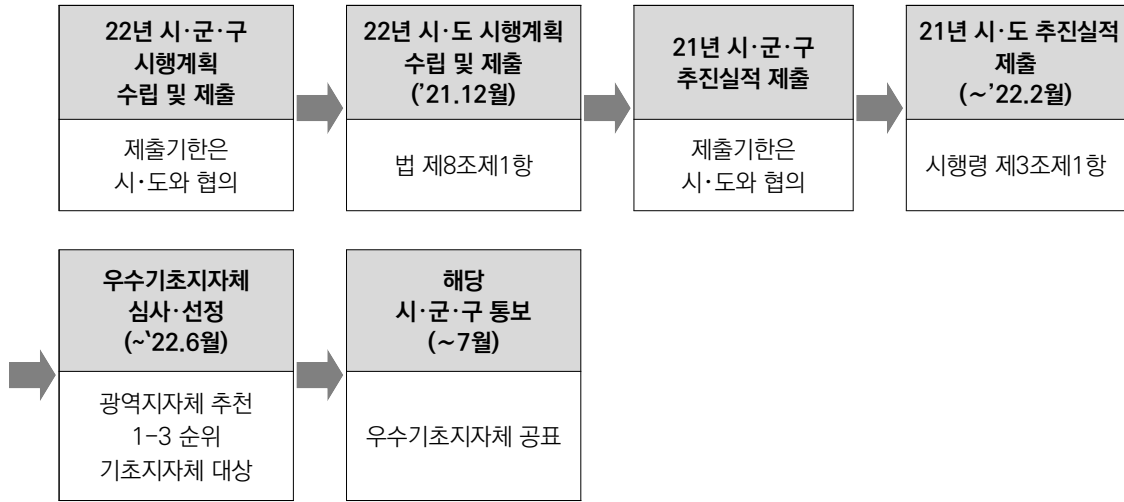 22년 시·군·구
시행계획
수립 및 제출
제출기한은
시·도와 협의
22년 시·도 시행계획
수립 및 제출
('21.12월)
법 제8조제1항
21년 시·군·구
추진실적 제출
제출기한은
시·도와 협의
21년 시·도 추진실적
제출
(~'22.2월)
시행령 제3조제1항
우수기초지자체
심사·선정
(~`22.6월)
광역지자체 추천
1-3 순위
기초지자체 대상
해당
시·군·구 통보
(~7월)
우수기초지자체 공표